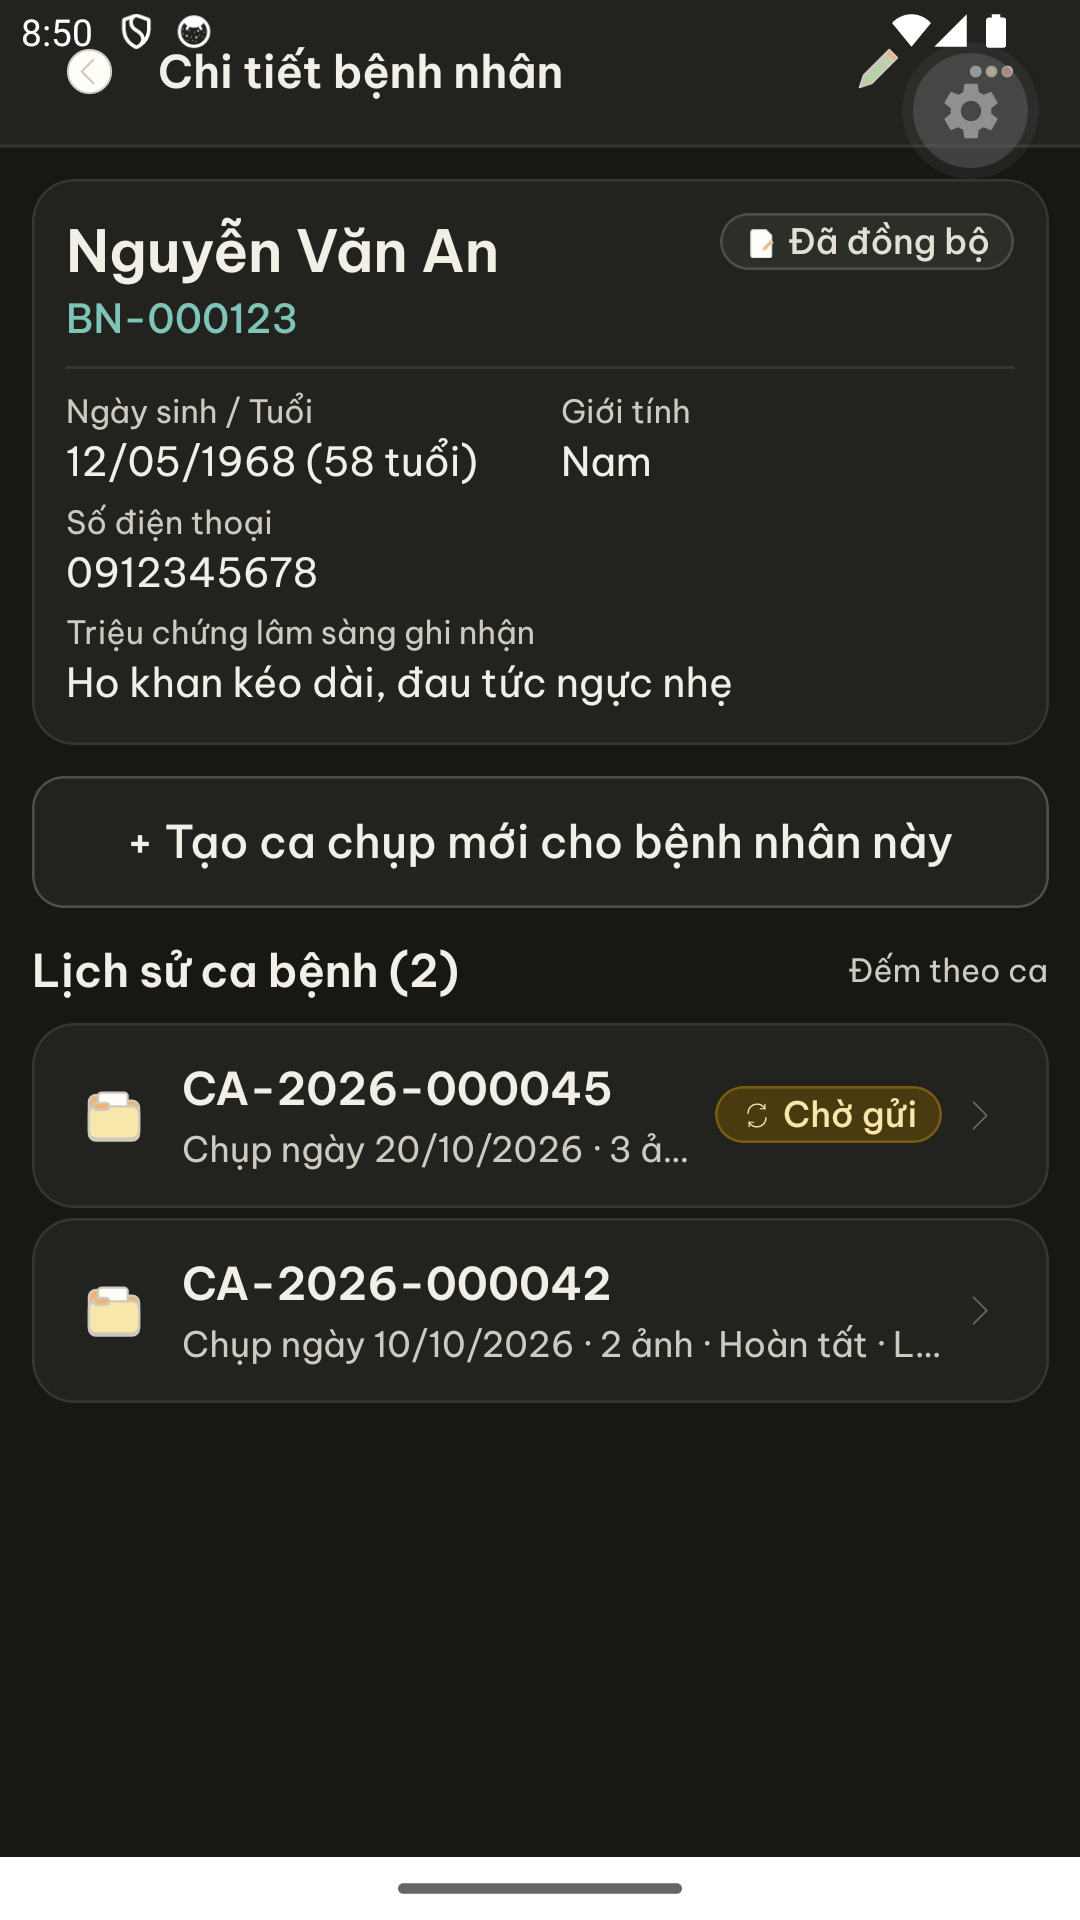 8:50
Chi tiết bệnh nhân
Nguyễn Văn An
Đã đồng bộ
BN-000123
Ngày sinh / Tuổi
Giới tính
12/05/1968 (58 tuổi)
Nam
Số điện thoại
0912345678
Triệu chứng lâm sàng ghi nhận
Ho khan kéo dài, đau tức ngực nhẹ
+ Tạo ca chụp mới cho bệnh nhân này
Lịch sử ca bệnh (2)
Đếm theo ca
CA-2026-000045
Chờ gửi
Chụp ngày 20/10/2026 · 3 ả...
CA-2026-000042
Chụp ngày 10/10/2026 · 2 ảnh · Hoàn tất · L...